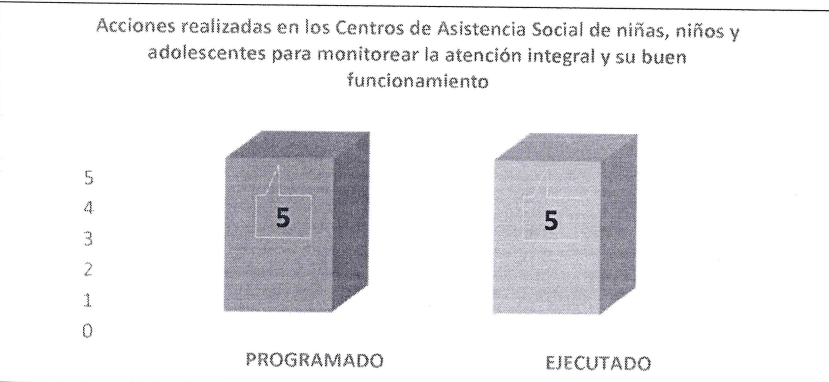 Acciones realizadas en los Centros de Asistencia Social de niñas, niños y
adolescentes para monitorear la atención integral y su buen
funcionamiento
5
4
3
2
1
0
5
5
PROGRAMADO
EJECUTADO